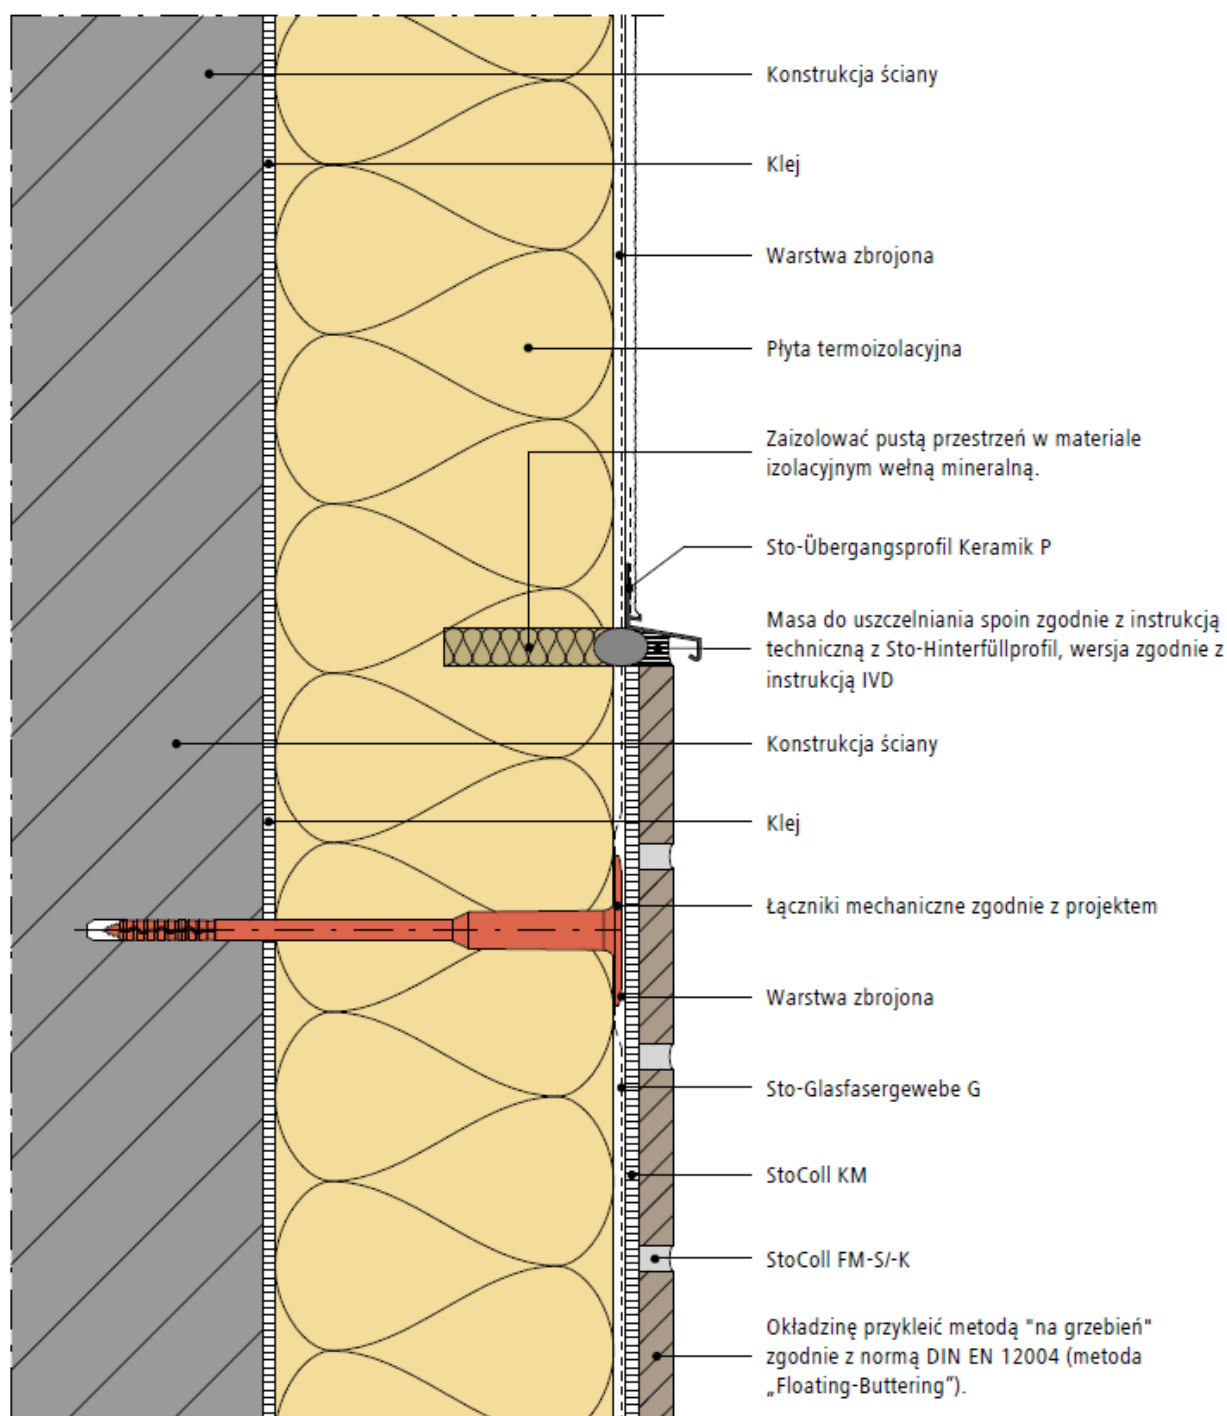 Konstrukcja ściany
Klej
Warstwa zbrojona
Płyta termoizolacyjna
Zaizolować pustą przestrzeń w materiale
izolacyjnym wełną mineralną.
Sto-Übergangsprofil Keramik P
Masa do uszczelniania spoin zgodnie z instrukcją
techniczną z Sto-Hinterfüllprofil, wersja zgodnie z
instrukcją IVD
Konstrukcja ściany
Klej
Łączniki mechaniczne zgodnie z projektem
Warstwa zbrojona
Sto-Glasfasergewebe G
StoColl KM
StoColl FM-S/-K
Okładzinę przykleić metodą "na grzebień"
zgodnie z normą DIN EN 12004 (metoda
„Floating-Buttering”).